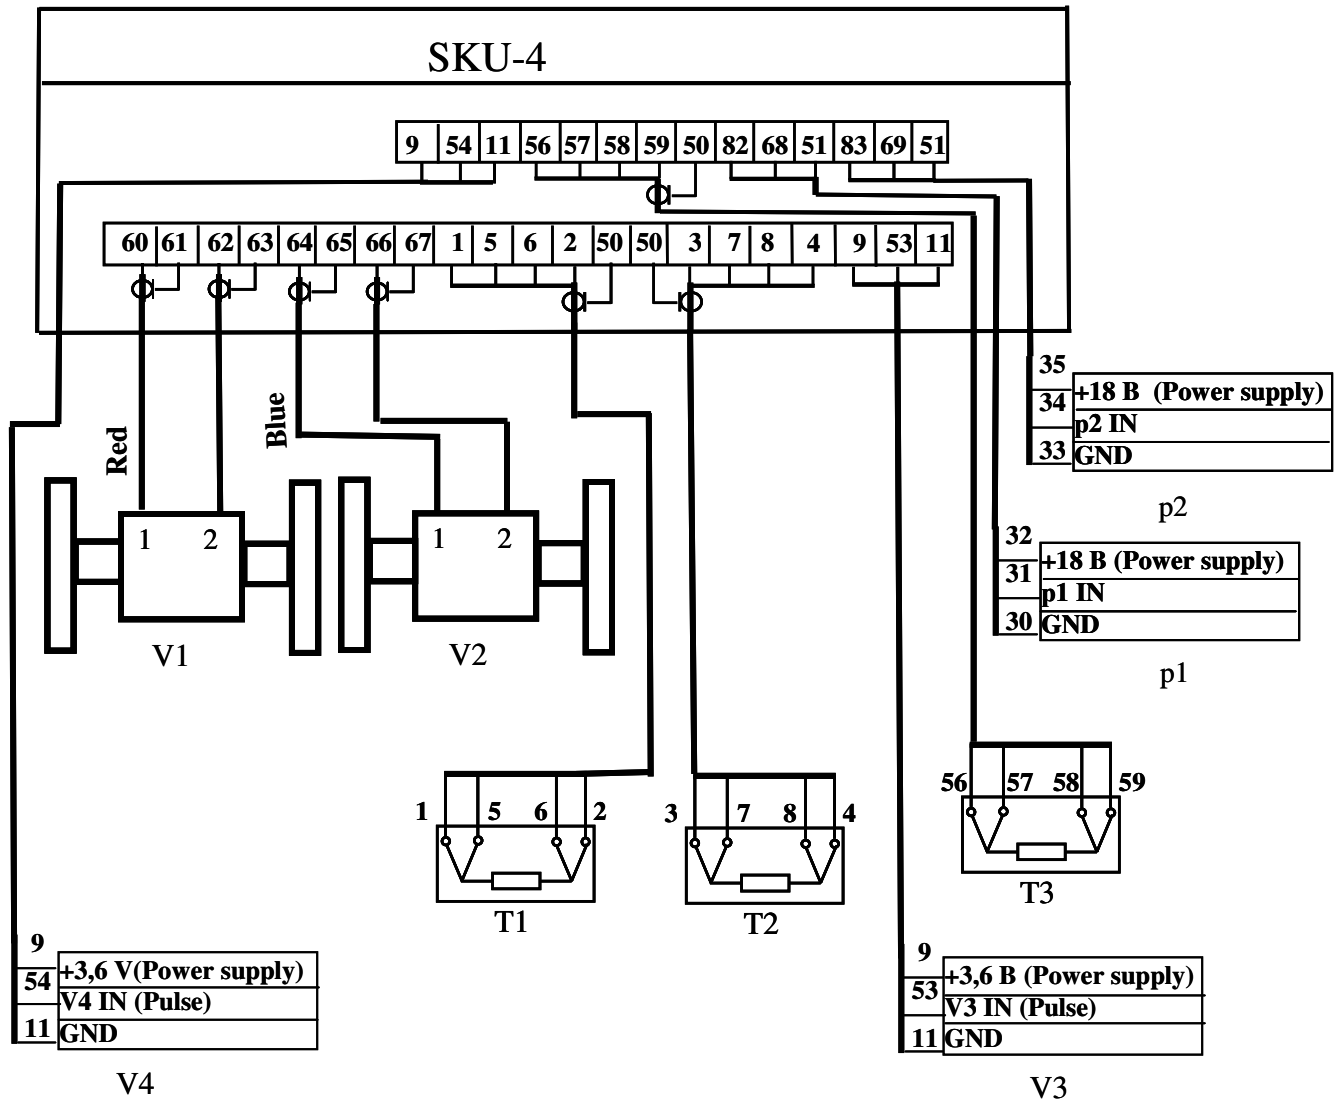 SKU-4
9 54 11 56 57 58 59 50 82 68 51 83 69 51
60 61 62 63 64 65 66 67 1 5 6 2 50 50 3 7 8 4 9 53 11
35
+18 B (Power supply)
34
p2 IN
33
GND
p2
Red
Blue
1 2
V1
1 2
V2
32
+18 B (Power supply)
31
p1 IN
30
GND
p1
56 57 58 59
T3
1 5 6 2
T1
3 7 8 4
T2
9
+3,6 V(Power supply)
54
V4 IN (Pulse)
11
GND
V4
9
+3,6 B (Power supply)
53
V3 IN (Pulse)
11
GND
V3